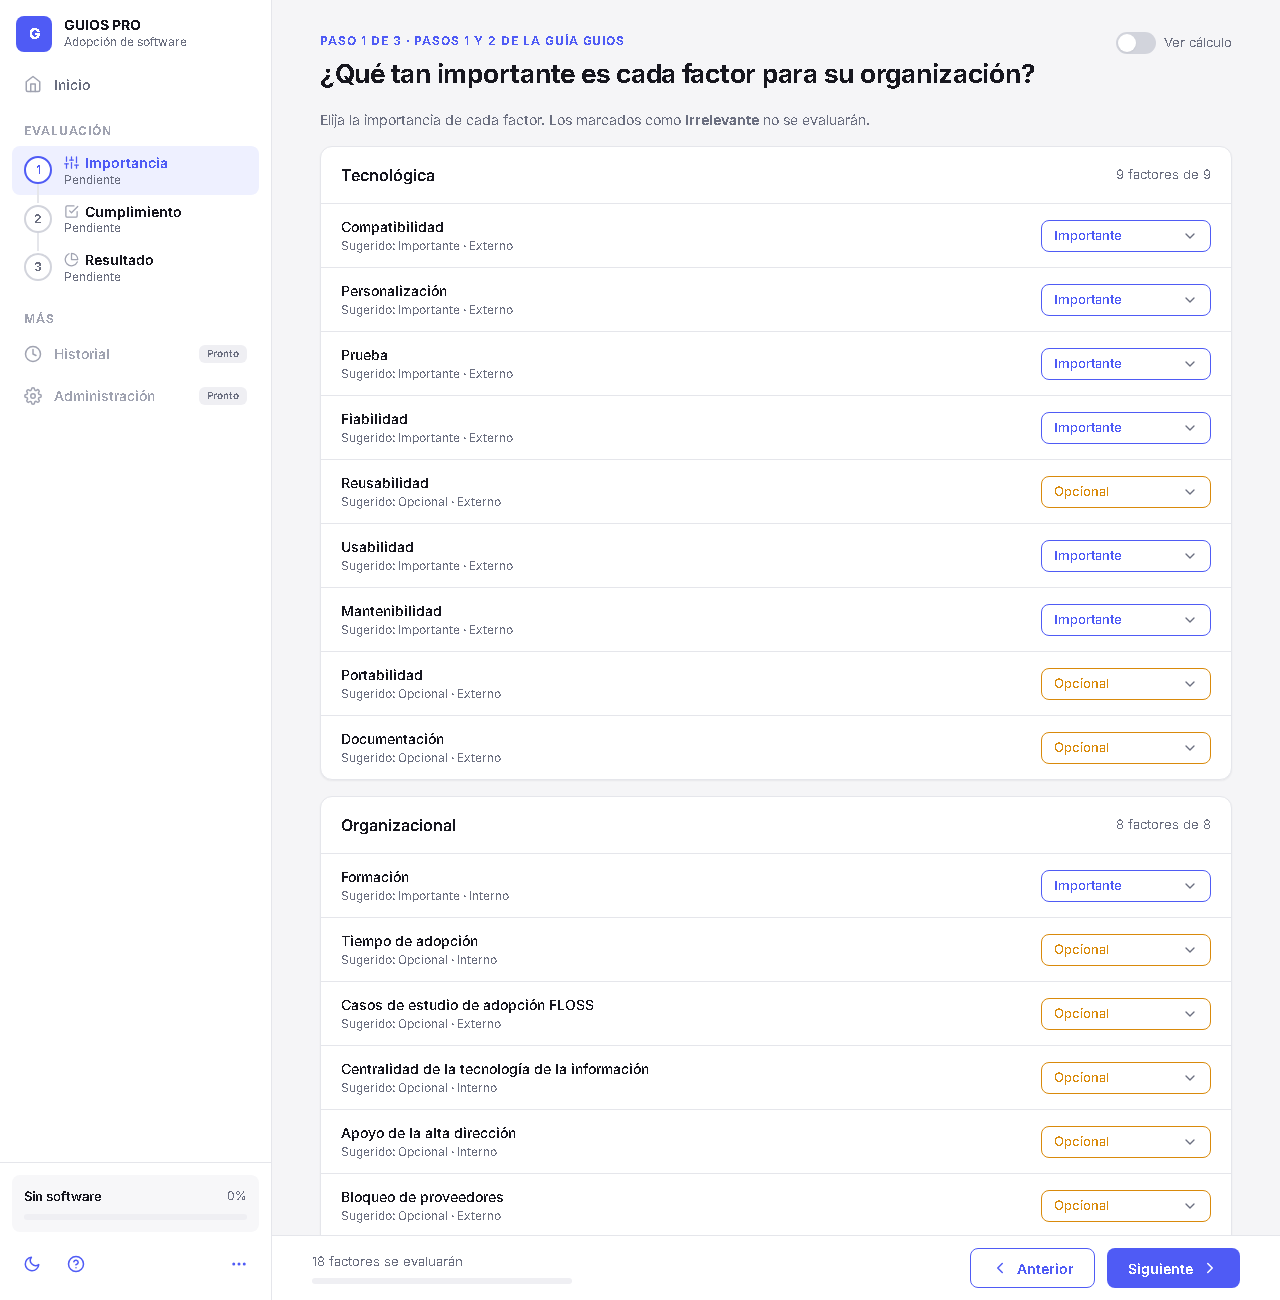 G
GUIOS PRO
Adopción de software
Inicio
EVALUACIÓN
1
Importancia
Pendiente
2
Cumplimiento
Pendiente
3
Resultado
Pendiente
MÁS
Historial
Pronto
Administración
Pronto
Sin software
0%
PASO 1 DE 3 · PASOS 1 Y 2 DE LA GUÍA GUIOS
Ver cálculo
¿Qué tan importante es cada factor para su organización?
Elija la importancia de cada factor. Los marcados como Irrelevante no se evaluarán.
Tecnológica
9 factores de 9
Compatibilidad
Sugerido: Importante · Externo
Importante
Personalización
Sugerido: Importante · Externo
Importante
Prueba
Sugerido: Importante · Externo
Importante
Fiabilidad
Sugerido: Importante · Externo
Importante
Reusabilidad
Sugerido: Opcional · Externo
Opcional
Usabilidad
Sugerido: Importante · Externo
Importante
Mantenibilidad
Sugerido: Importante · Externo
Importante
Portabilidad
Sugerido: Opcional · Externo
Opcional
Documentación
Sugerido: Opcional · Externo
Opcional
Organizacional
8 factores de 8
Formación
Sugerido: Importante · Interno
Importante
Tiempo de adopción
Sugerido: Opcional · Interno
Opcional
Casos de estudio de adopción FLOSS
Sugerido: Opcional · Externo
Opcional
Centralidad de la tecnología de la información
Sugerido: Opcional · Interno
Opcional
Apoyo de la alta dirección
Sugerido: Opcional · Interno
Opcional
Bloqueo de proveedores
Sugerido: Opcional · Externo
Opcional
18 factores se evaluarán
Anterior
Siguiente